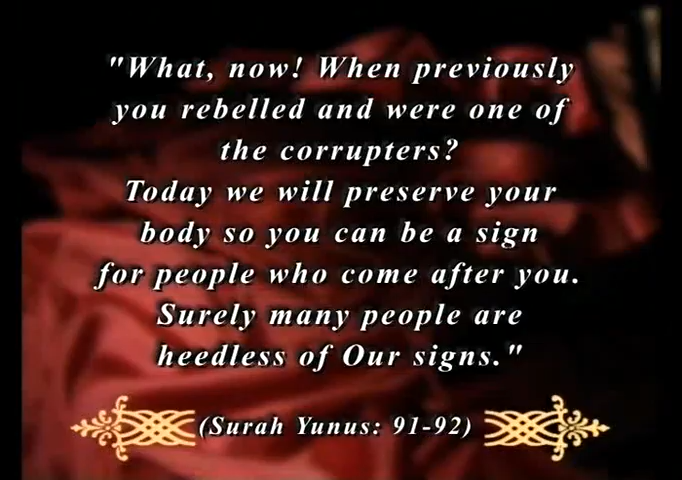 "What, now! When previously
you rebelled and were one of
the corrupters?
Today we will preserve your
body so you can be a sign
for people who come after you.
Surely many people are
heedless of Our signs."
(Surah Yunus: 91-92)